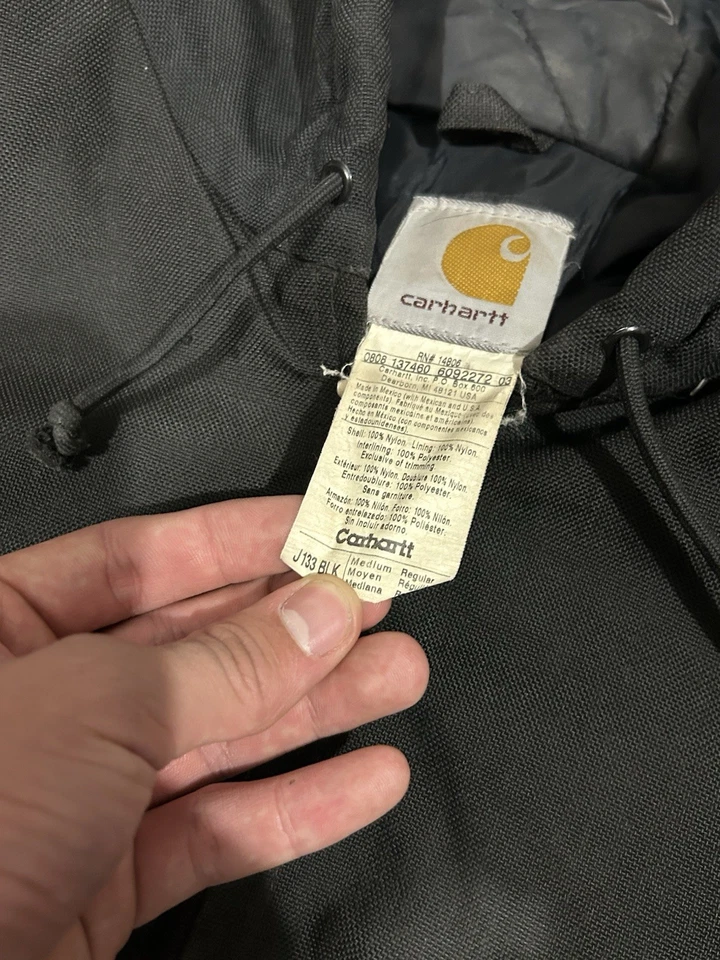 carhartt
RN# 14806
0808 137460 6092272 03
Carhartt, Inc. P.O. Box 600
Dearborn, MI 48121 USA
Made in Mexico (with Mexican and U.S.A.
components). Fabriqué au Mexique (avec des
composants mexicains et américains).
Hecho en México (con componentes mexicanos
y estadounidenses).
Shell: 100% Nylon. Lining: 100% Nylon.
Interlining: 100% Polyester.
Exclusive of trimming
Extérieur: 100% Nylon. Doublure 100% Nylon.
Entredoublure: 100% Polyester.
Sans garniture.
Armazón: 100% Nilón. Forro: 100% Nilón.
Forro entrelazado: 100% Poliéster.
Sin incluir adorno.
Carhartt
J133 BLK Medium Regular
Moyen
Mediana